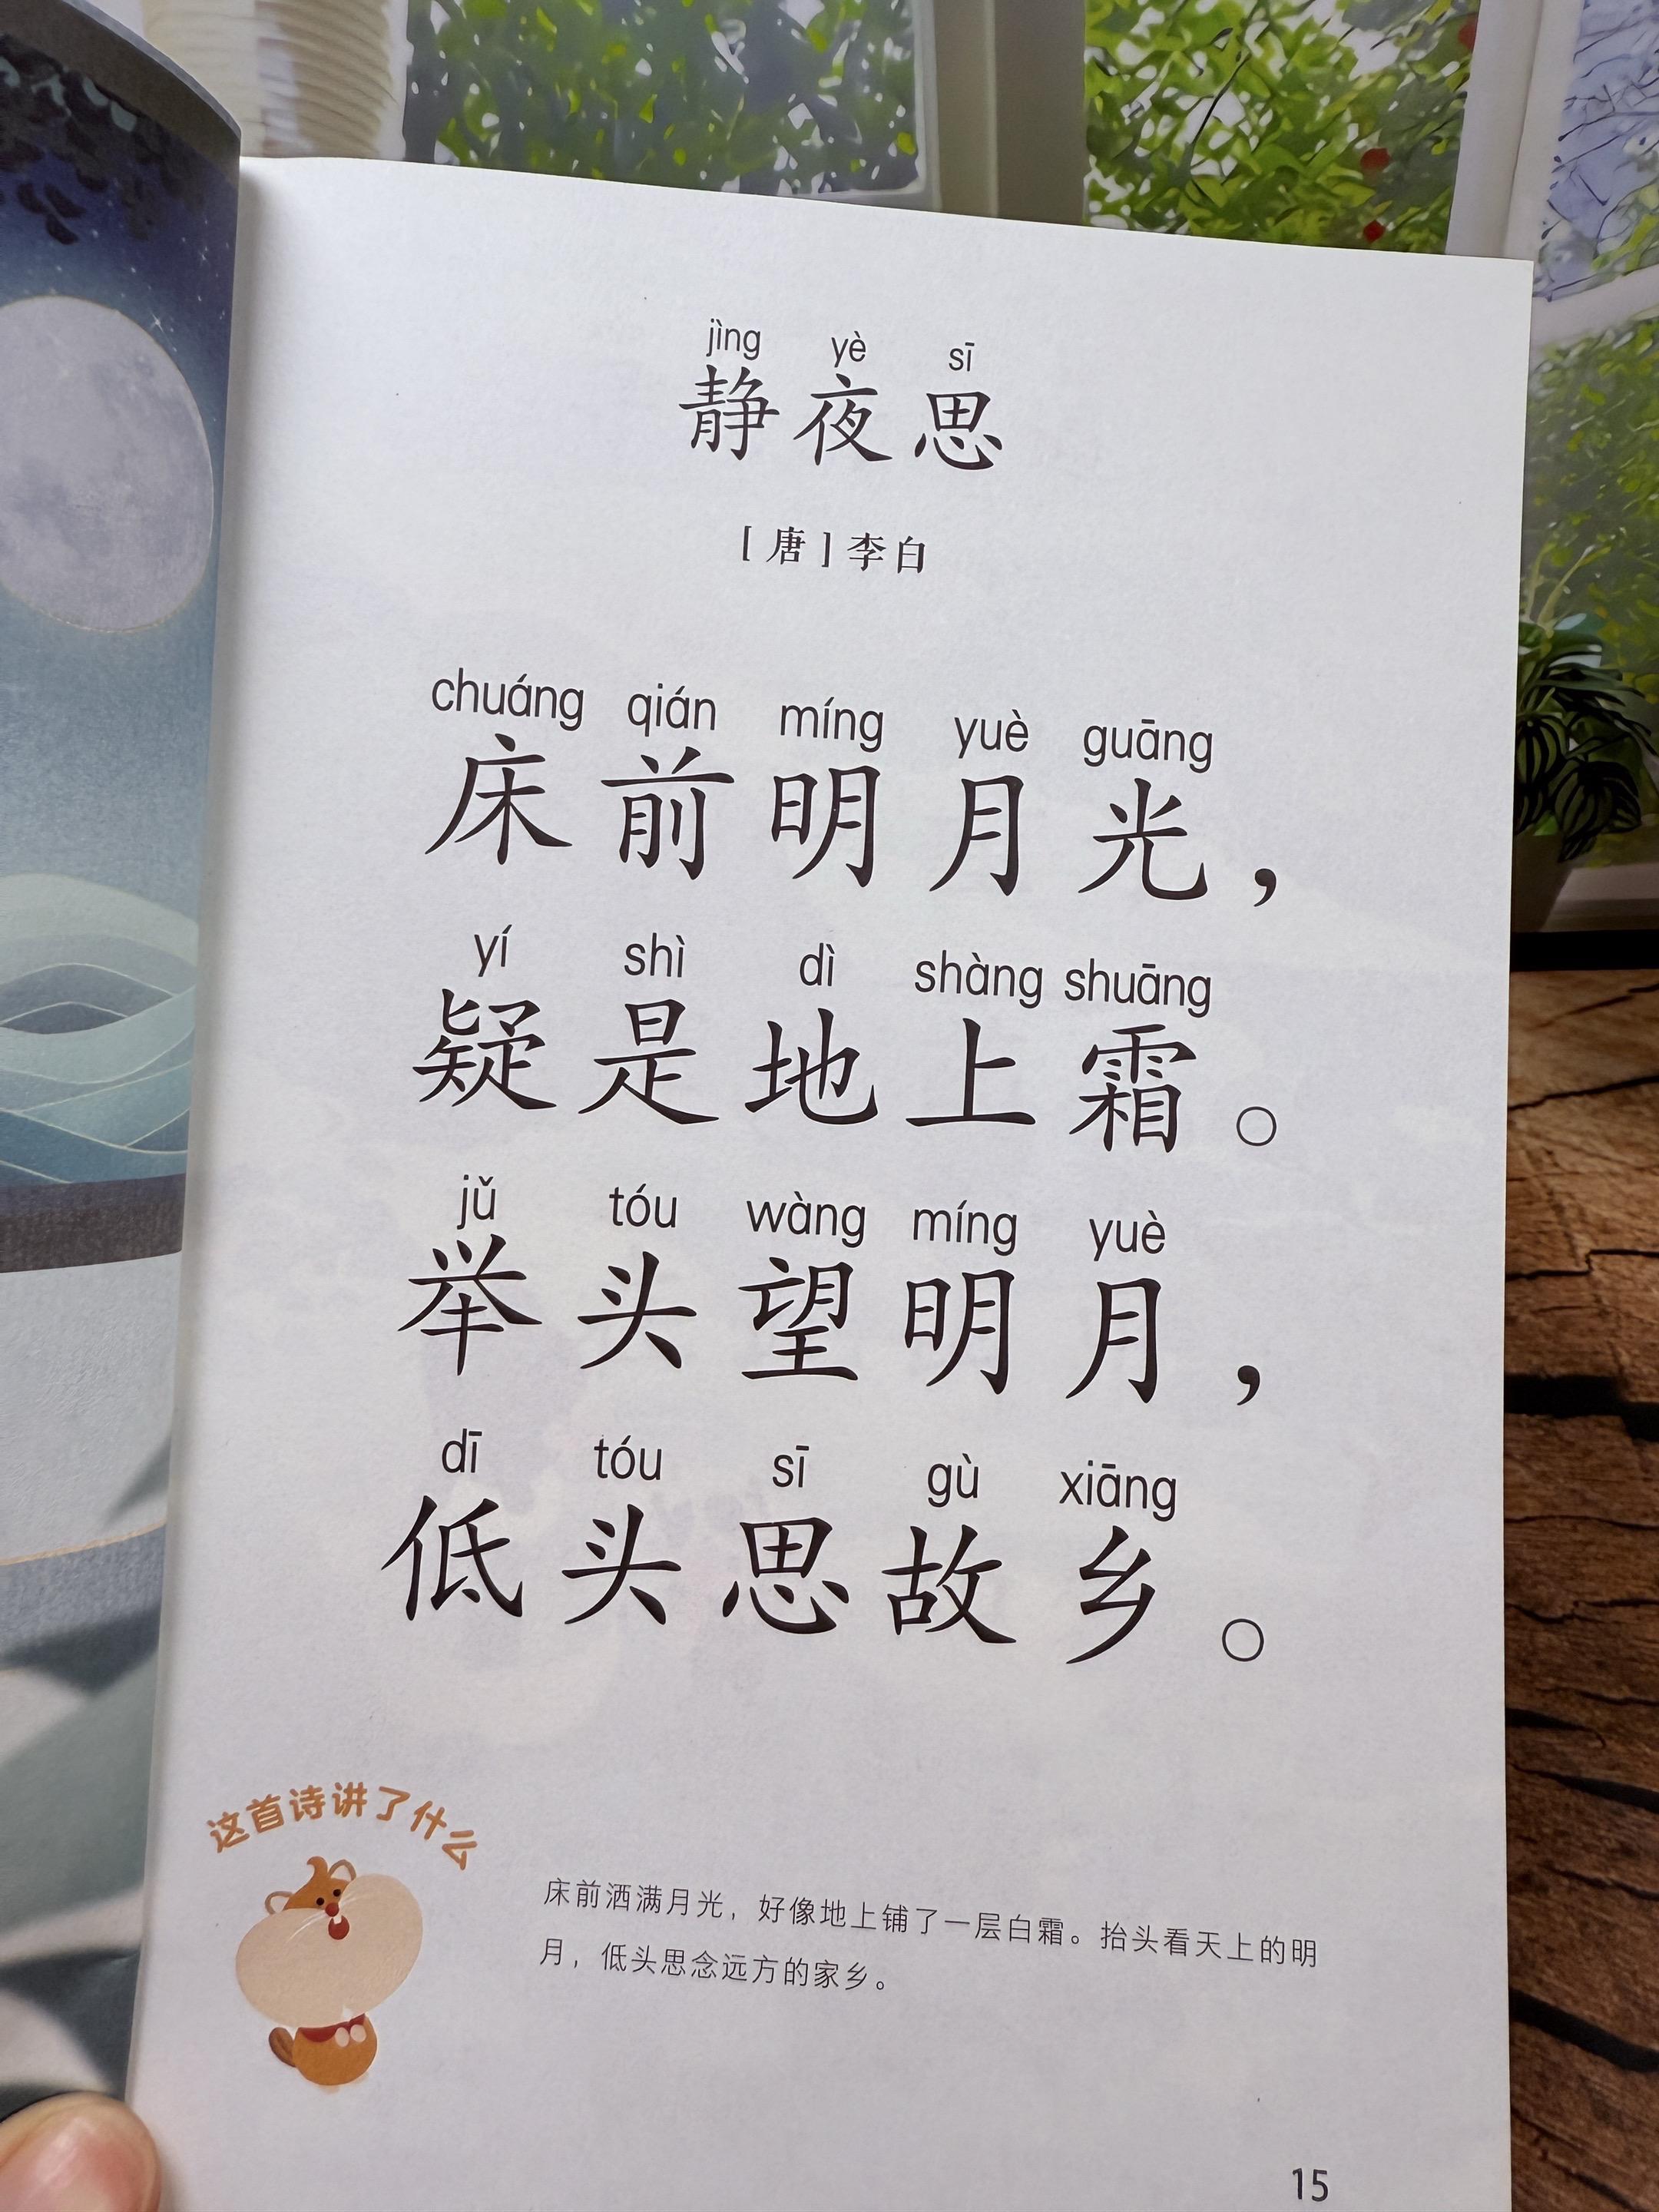 jìng yè sī
静夜思
[唐] 李白
chuáng qián míng yuè guāng
床前明月光，
yí shì dì shàng shuāng
疑是地上霜。
jǔ tóu wàng míng yuè
举头望明月，
dī tóu sī gù xiāng
低头思故乡。
这首诗讲了什么
床前洒满月光，好像地上铺了一层白霜。抬头看天上的明
月，低头思念远方的家乡。
15